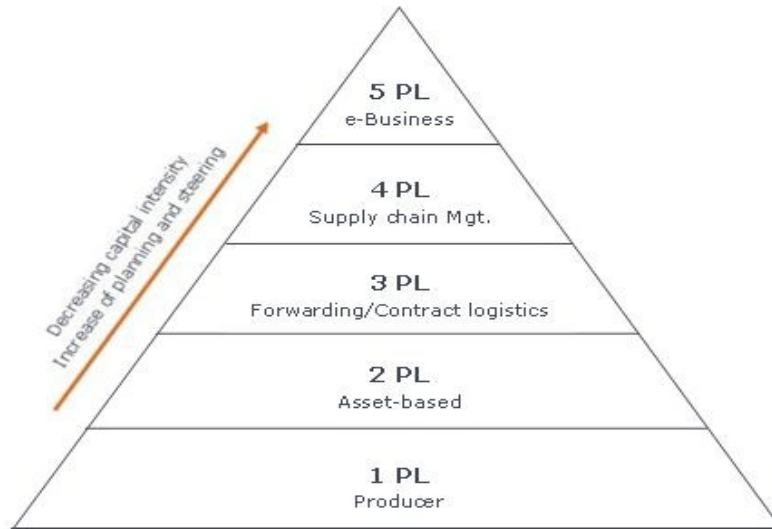 5 PL
e-Business
4 PL
Supply chain Mgt.
3 PL
Forwarding/Contract logistics
2 PL
Asset-based
1 PL
Producer
Decreasing capital intensity
Increase of planning and steering